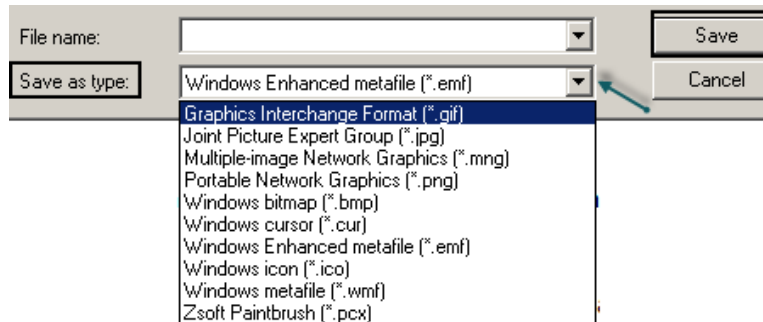 File name:
Save
Save as type:
Windows Enhanced metafile (*.emf)
Cancel
Graphics Interchange Format (*.gif)
Joint Picture Expert Group (*.jpg)
Multiple-image Network Graphics (*.mng)
Portable Network Graphics (*.png)
Windows bitmap (*.bmp)
Windows cursor (*.cur)
Windows Enhanced metafile (*.emf)
Windows icon (*.ico)
Windows metafile (*.wmf)
Zsoft Paintbrush (*.pcx)